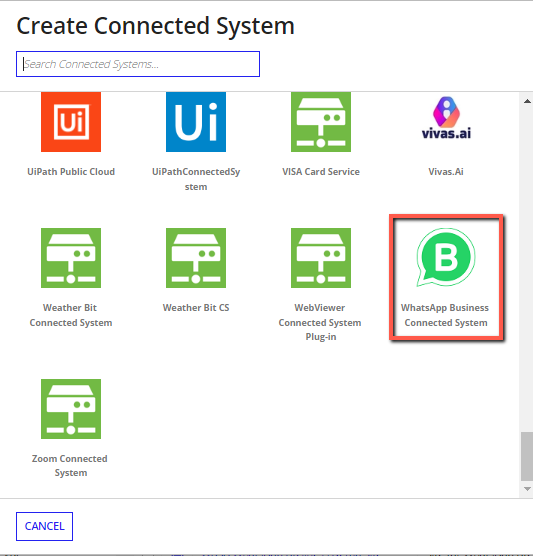 Create Connected System
Search Connected Systems...
Ui
Ui
vivas.ai
UiPath Public Cloud
UiPathConnectedSy
stem
VISA Card Service
Vivas.Ai
B
Weather Bit
Connected System
Weather Bit CS
WebViewer
Connected System
Plug-in
WhatsApp Business
Connected System
Zoom Connected
System
CANCEL